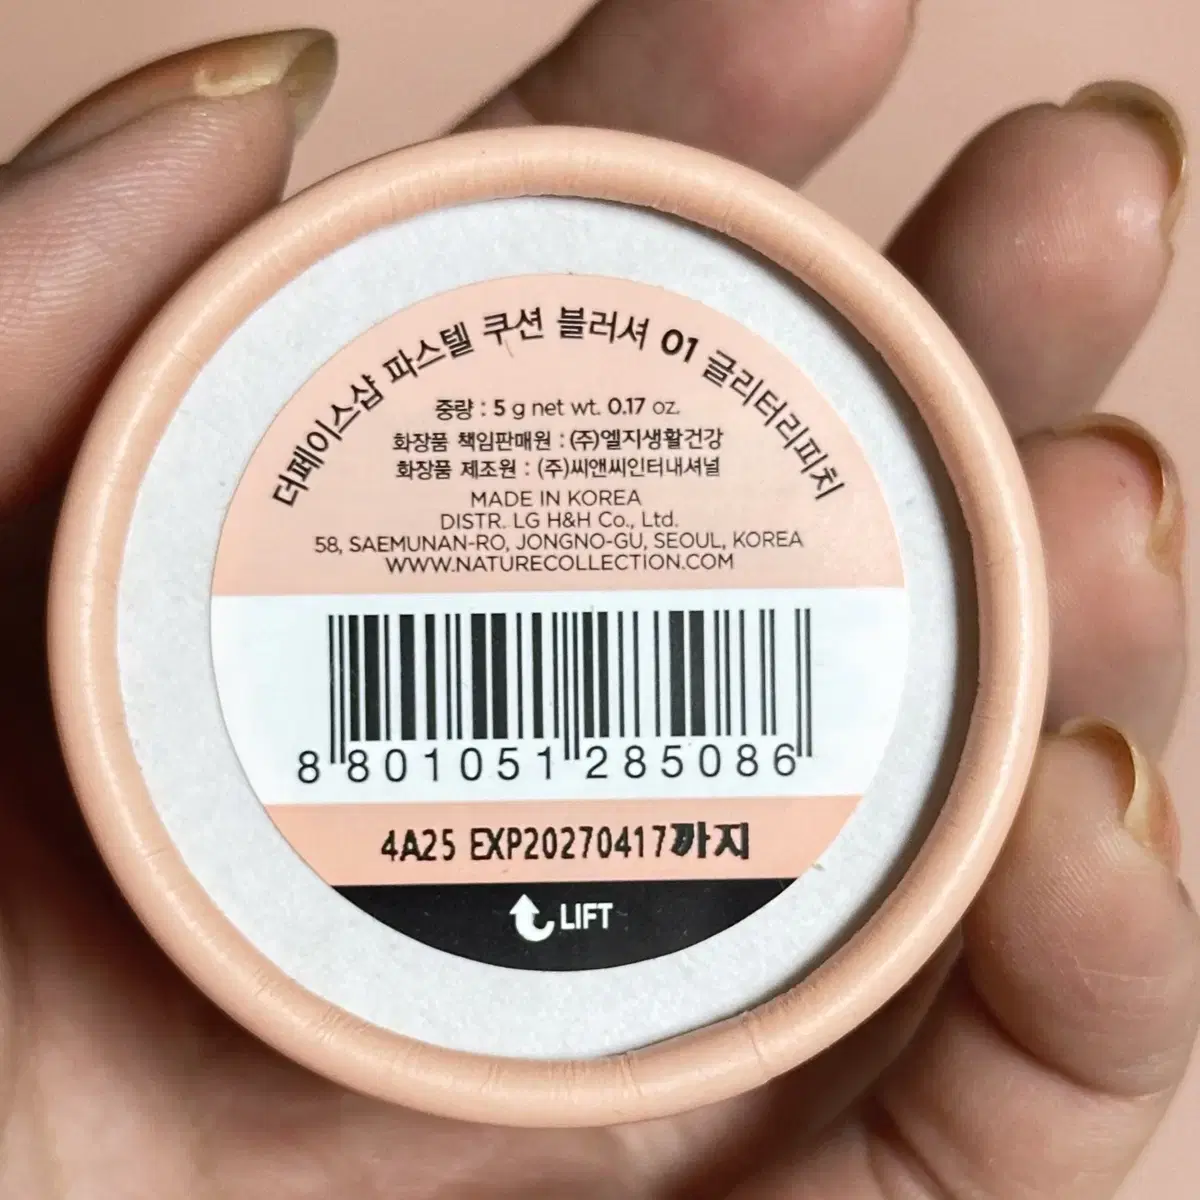 더페이스샵 파스텔 쿠션 블러셔 01 글리터리피치
중량 : 5 g net wt. 0.17 oz.
화장품 책임판매원 : (주)엘지생활건강
화장품 제조원 : (주)씨앤씨인터내셔널
MADE IN KOREA
DISTR. LG H&H Co., Ltd.
58, SAEMUNAN-RO, JONGNO-GU, SEOUL, KOREA
WWW.NATURECOLLECTION.COM
8 801051 285086
4A25 EXP20270417까지
LIFT